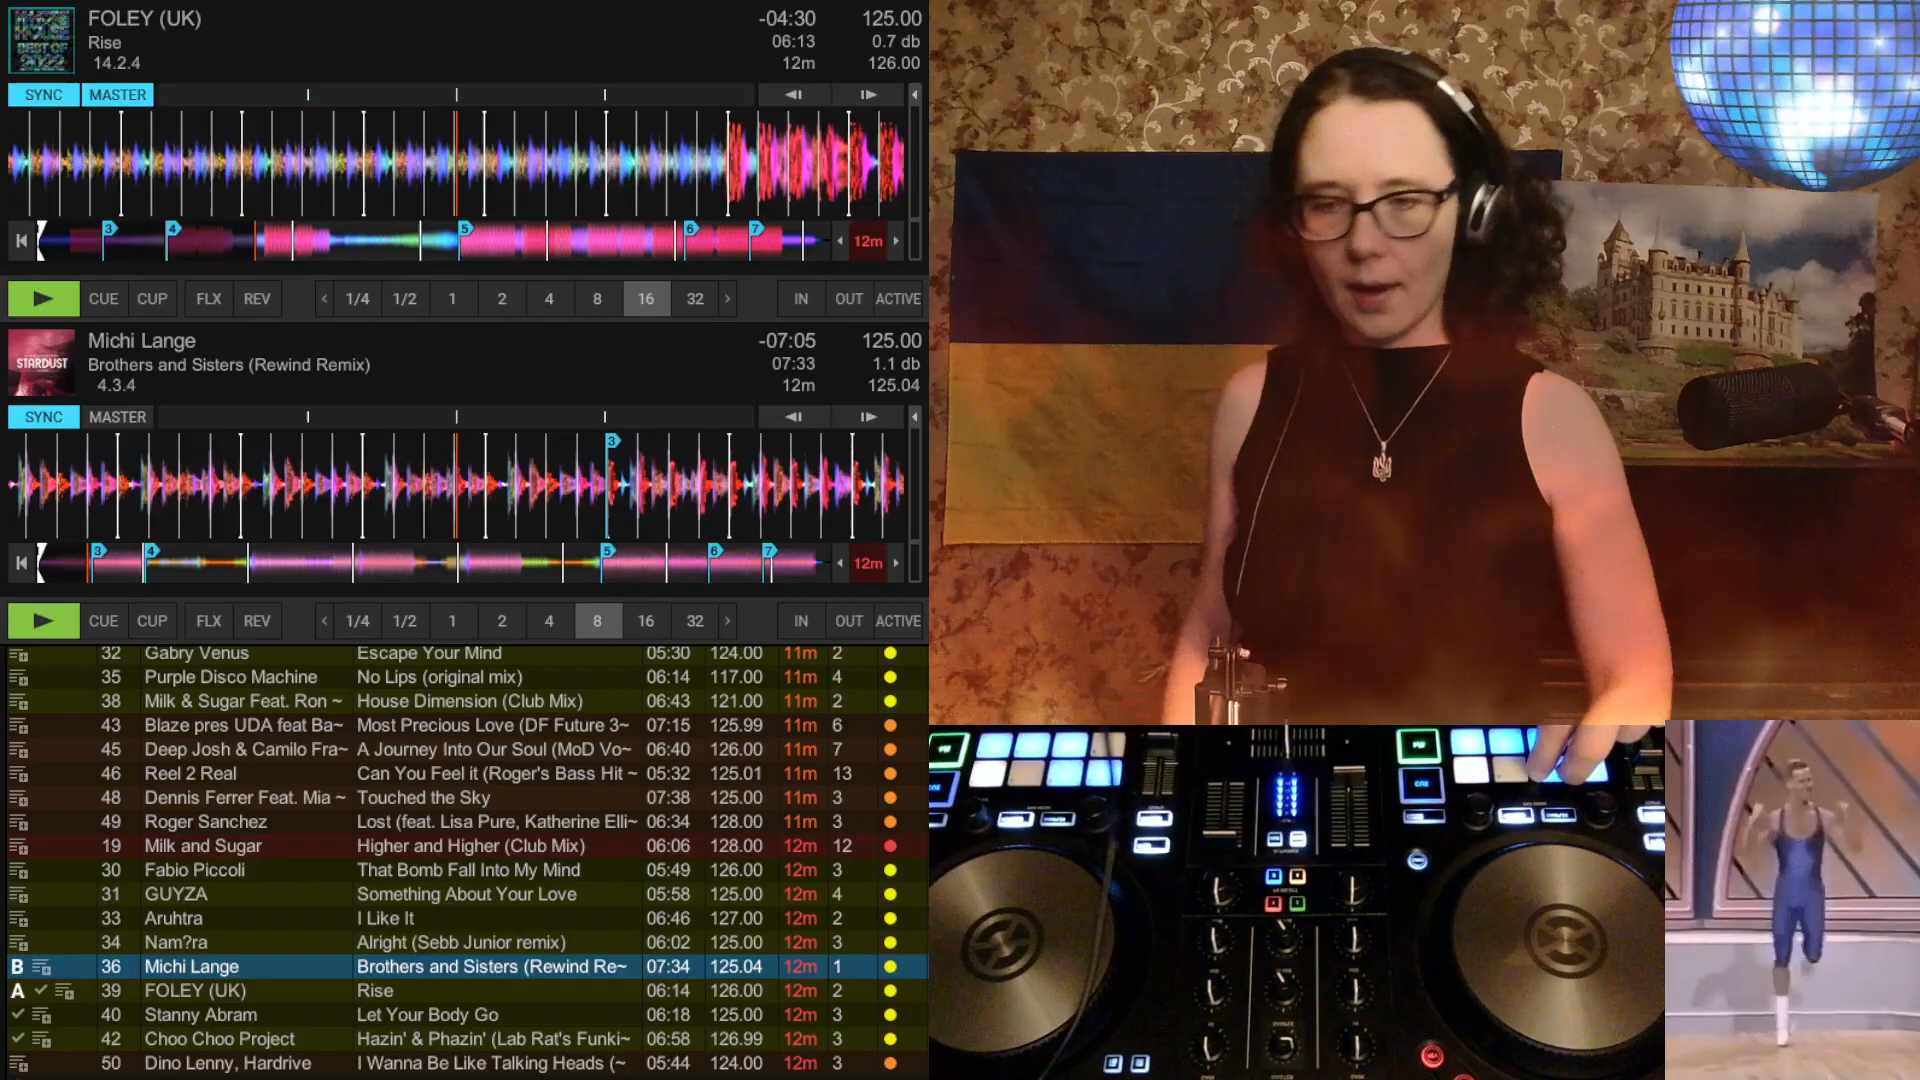 HOUSE
BEST OF
2022
FOLEY (UK)
Rise
14.2.4
-04:30 125.00
06:13 0.7 db
12m 126.00
SYNC MASTER
3 4 5 6 7
12m
CUE CUP FLX REV 1/4 1/2 1 2 4 8 16 32 IN OUT ACTIVE
STARDUST
Michi Lange
Brothers and Sisters (Rewind Remix)
4.3.4
-07:05 125.00
07:33 1.1 db
12m 125.04
SYNC MASTER
3
3 4 5 6 7
12m
CUE CUP FLX REV 1/4 1/2 1 2 4 8 16 32 IN OUT ACTIVE
32 Gabry Venus Escape Your Mind 05:30 124.00 11m 2
35 Purple Disco Machine No Lips (original mix) 06:14 117.00 11m 4
38 Milk & Sugar Feat. Ron ~ House Dimension (Club Mix) 06:43 121.00 11m 2
43 Blaze pres UDA feat Ba~ Most Precious Love (DF Future 3~ 07:15 125.99 11m 6
45 Deep Josh & Camilo Fra~ A Journey Into Our Soul (MoD Vo~ 06:40 126.00 11m 7
46 Reel 2 Real Can You Feel it (Roger's Bass Hit ~ 05:32 125.01 11m 13
48 Dennis Ferrer Feat. Mia ~ Touched the Sky 07:38 125.00 11m 3
49 Roger Sanchez Lost (feat. Lisa Pure, Katherine Elli~ 06:34 128.00 11m 3
19 Milk and Sugar Higher and Higher (Club Mix) 06:06 128.00 12m 12
30 Fabio Piccoli That Bomb Fall Into My Mind 05:49 126.00 12m 3
31 GUYZA Something About Your Love 05:58 125.00 12m 4
33 Aruhtra I Like It 06:46 127.00 12m 2
34 Nam?ra Alright (Sebb Junior remix) 06:02 125.00 12m 3
B 36 Michi Lange Brothers and Sisters (Rewind Re~ 07:34 125.04 12m 1
A 39 FOLEY (UK) Rise 06:14 126.00 12m 2
40 Stanny Abram Let Your Body Go 06:18 125.00 12m 3
42 Choo Choo Project Hazin' & Phazin' (Lab Rat's Funki~ 06:58 126.99 12m 3
50 Dino Lenny, Hardrive I Wanna Be Like Talking Heads (~ 05:44 124.00 12m 3